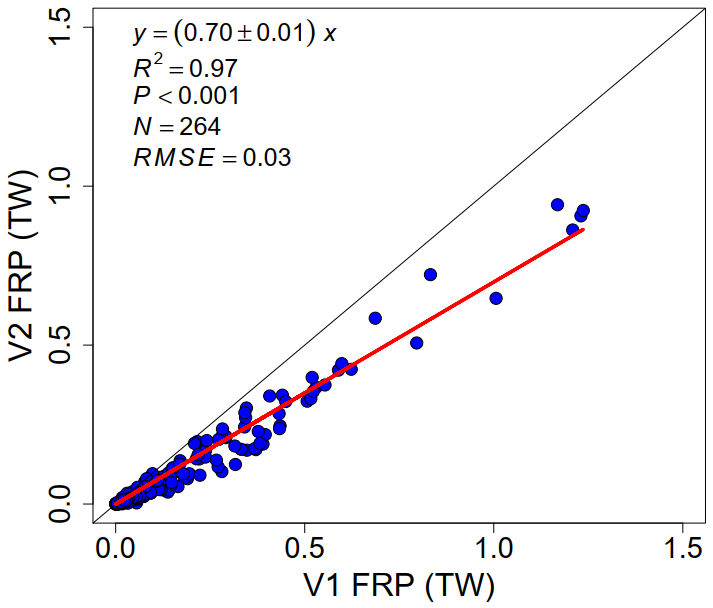 y = (0.70 ± 0.01) x
R² = 0.97
P < 0.001
N = 264
RMSE = 0.03
V2 FRP (TW)
1.5
1.0
0.5
0.0
0.0 0.5 1.0 1.5
V1 FRP (TW)